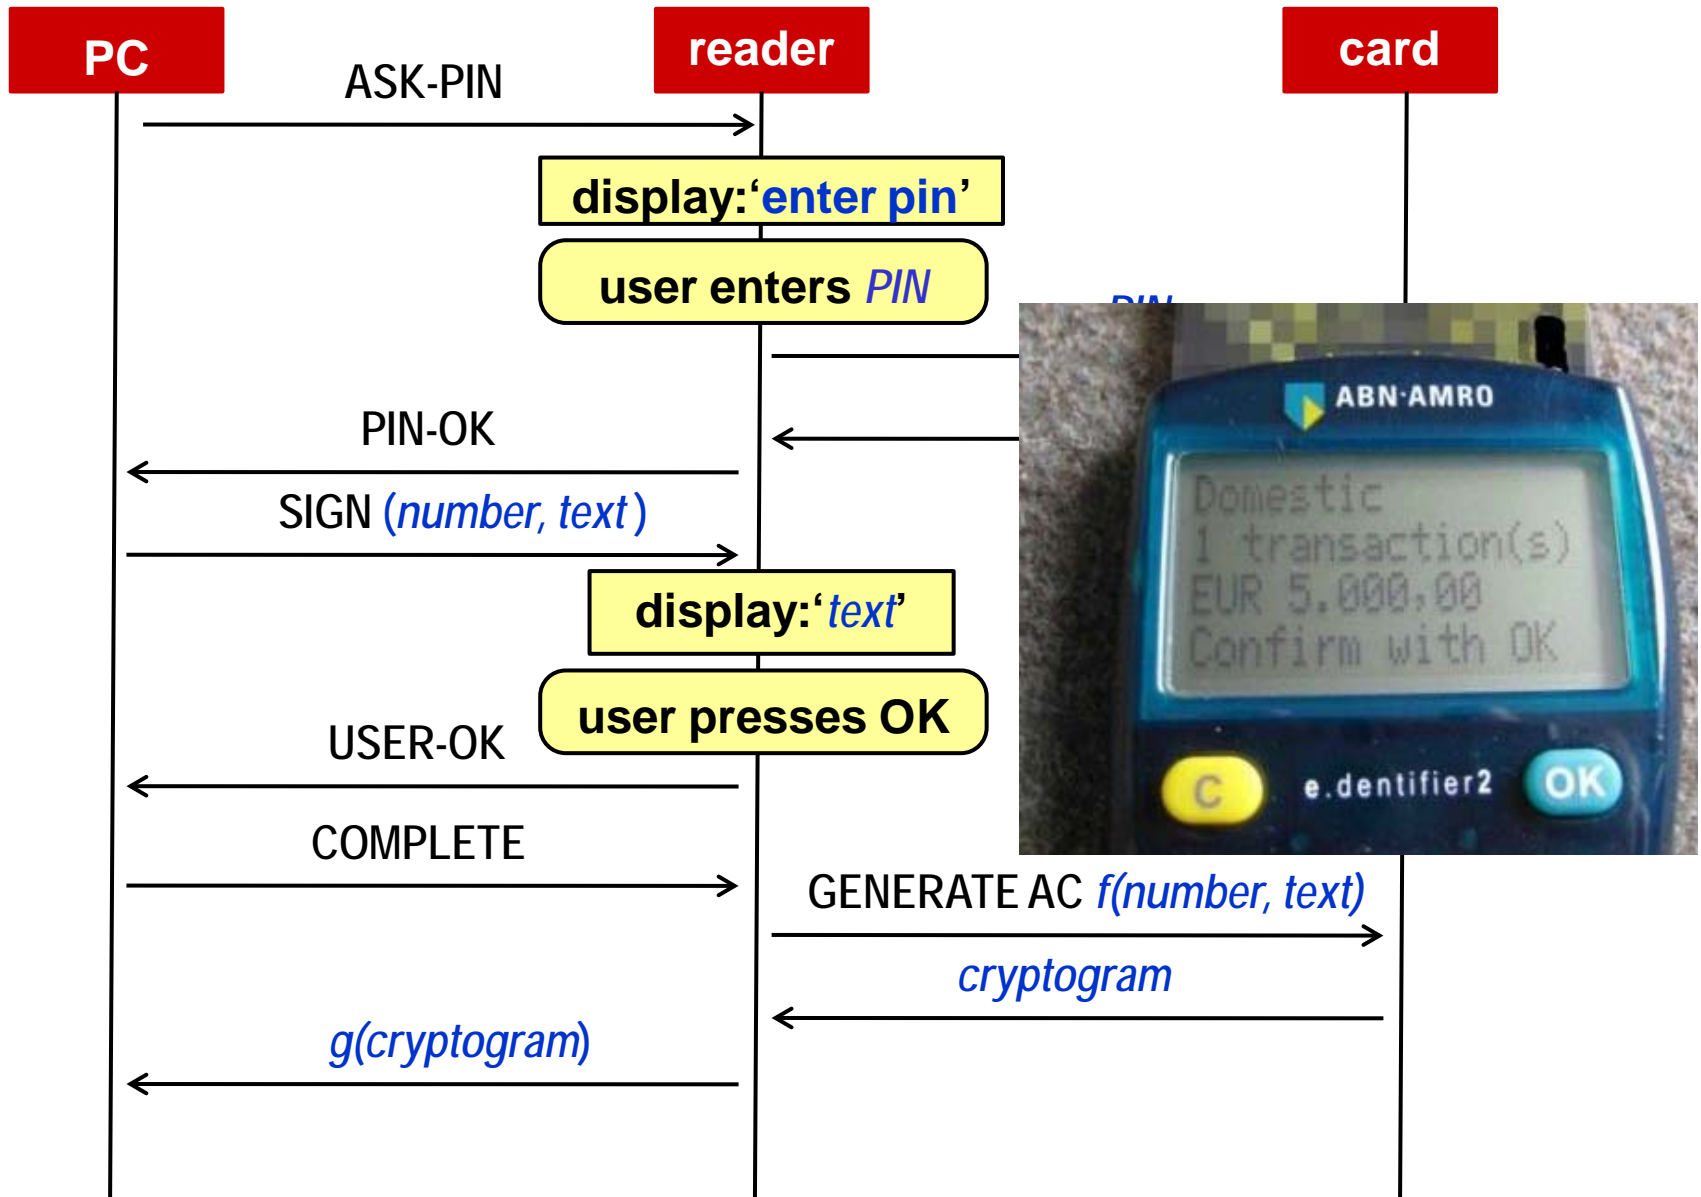 PC
reader
card
ASK-PIN
display:‘enter pin’
user enters PIN
PIN
PIN-OK
SIGN (number, text)
display:‘text’
user presses OK
USER-OK
COMPLETE
GENERATE AC f(number, text)
cryptogram
g(cryptogram)
ABN·AMRO
Domestic
1 transaction(s)
EUR 5.000,00
Confirm with OK
C
e.dentifier2
OK